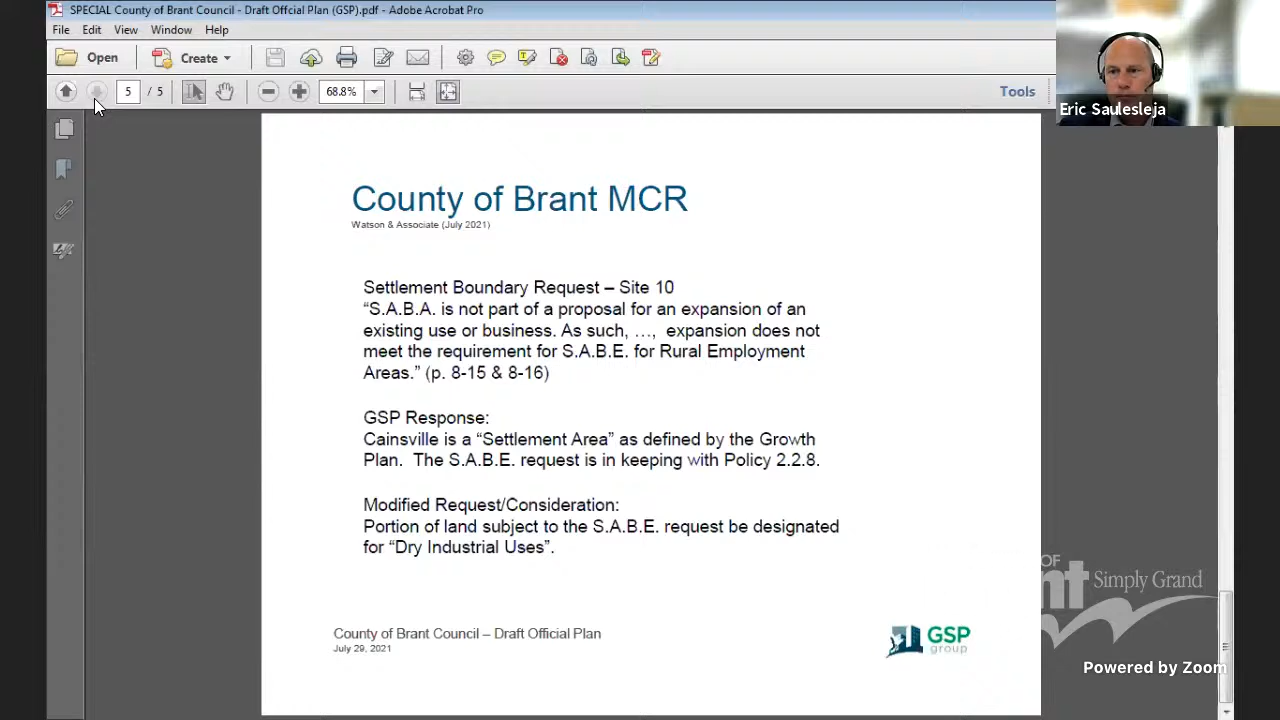 SPECIAL County of Brant Council - Draft Offcial Plan (GSP).pdf - Adobe Acrobat Pro
File Edit View Window Help
Open Create
5 / 5 68.8% Tools
Eric Saulesleja
County of Brant MCR
Watson & Associate (July 2021)
Settlement Boundary Request – Site 10
“S.A.B.A. is not part of a proposal for an expansion of an
existing use or business. As such, …, expansion does not
meet the requirement for S.A.B.E. for Rural Employment
Areas.” (p. 8-15 & 8-16)
GSP Response:
Cainsville is a “Settlement Area” as defined by the Growth
Plan. The S.A.B.E. request is in keeping with Policy 2.2.8.
Modified Request/Consideration:
Portion of land subject to the S.A.B.E. request be designated
for “Dry Industrial Uses”.
County of Brant Council – Draft Official Plan
July 29, 2021
GSP
group
OF
nt Simply Grand
Powered by Zoom